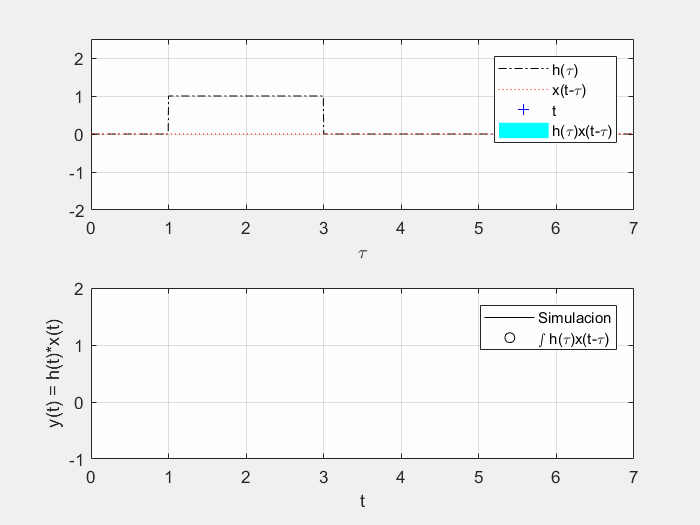 2
1
0
-1
-2
0 1 2 3 4 5 6 7
τ
h(τ)
x(t-τ)
t
h(τ)x(t-τ)
y(t) = h(t)*x(t)
2
1
0
-1
0 1 2 3 4 5 6 7
t
Simulacion
∫ h(τ)x(t-τ)